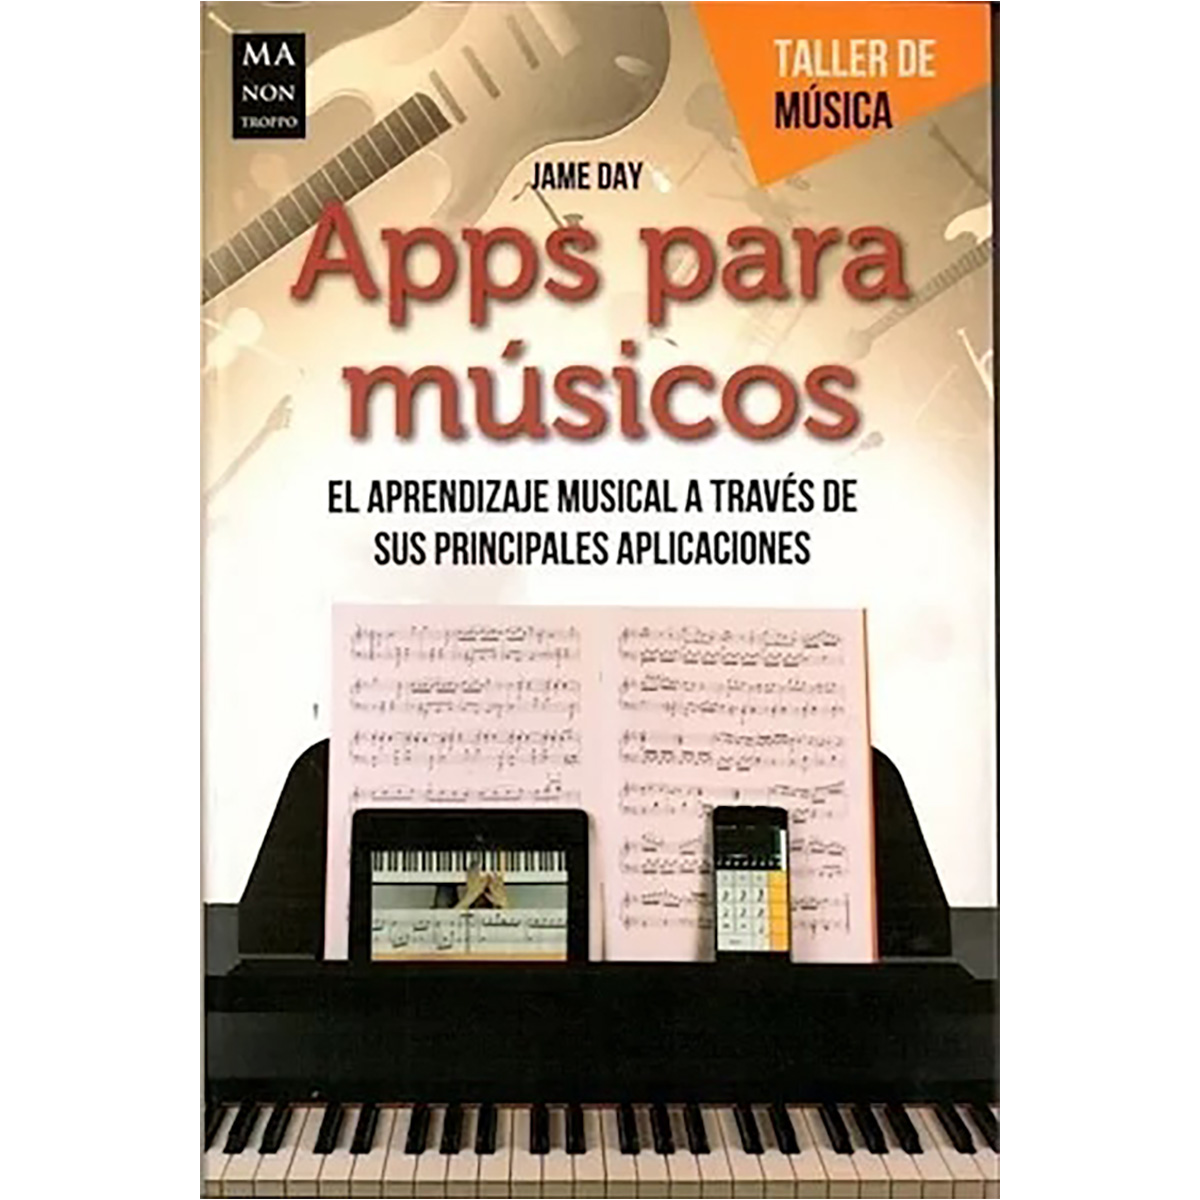 MA
NON
TROPPO
TALLER DE
MÚSICA
JAME DAY
Apps para
músicos
EL APRENDIZAJE MUSICAL A TRAVÉS DE
SUS PRINCIPALES APLICACIONES